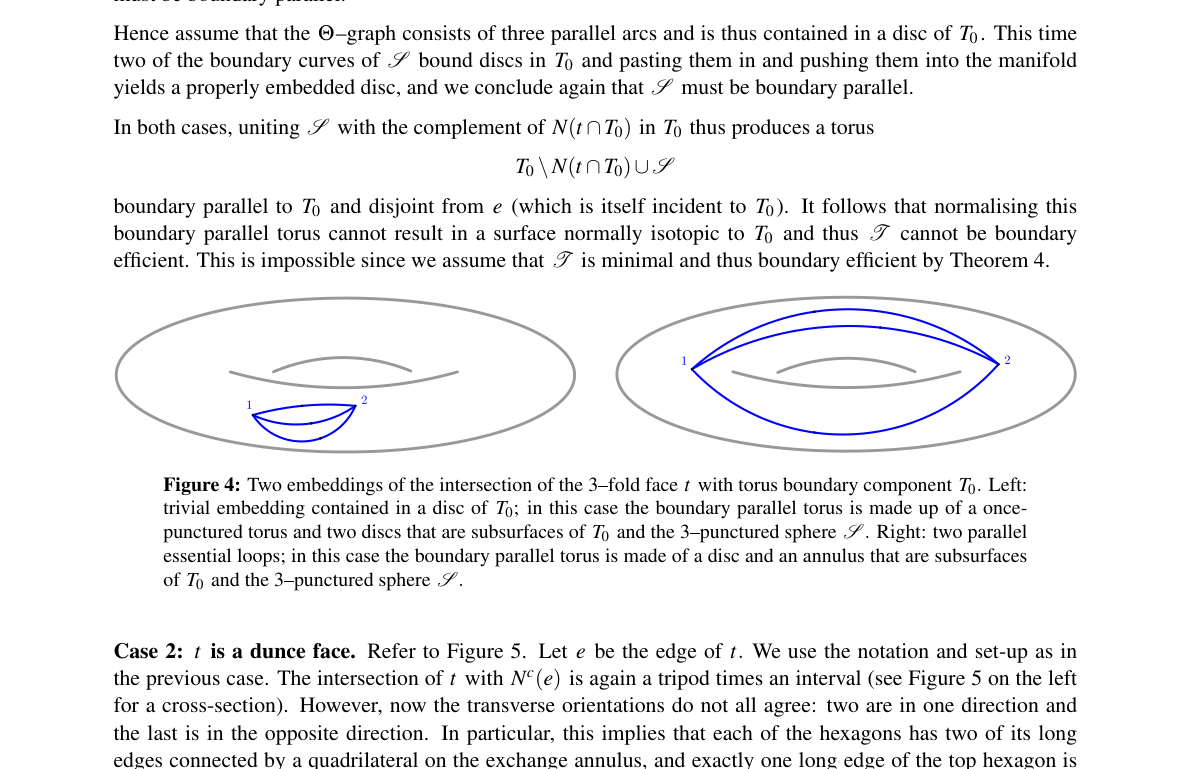 must be boundary parallel.
Hence assume that the Θ–graph consists of three parallel arcs and is thus contained in a disc of T₀. This time
two of the boundary curves of 𝒮 bound discs in T₀ and pasting them in and pushing them into the manifold
yields a properly embedded disc, and we conclude again that 𝒮 must be boundary parallel.
In both cases, uniting 𝒮 with the complement of N(t ∩ T₀) in T₀ thus produces a torus
T₀ \ N(t ∩ T₀) ∪ 𝒮
boundary parallel to T₀ and disjoint from e (which is itself incident to T₀). It follows that normalising this
boundary parallel torus cannot result in a surface normally isotopic to T₀ and thus 𝒯 cannot be boundary
efficient. This is impossible since we assume that 𝒯 is minimal and thus boundary efficient by Theorem 4.
1 2 1 2
Figure 4: Two embeddings of the intersection of the 3–fold face t with torus boundary component T₀. Left:
trivial embedding contained in a disc of T₀; in this case the boundary parallel torus is made up of a once-
punctured torus and two discs that are subsurfaces of T₀ and the 3–punctured sphere 𝒮. Right: two parallel
essential loops; in this case the boundary parallel torus is made of a disc and an annulus that are subsurfaces
of T₀ and the 3–punctured sphere 𝒮.
Case 2: t is a dunce face. Refer to Figure 5. Let e be the edge of t. We use the notation and set-up as in
the previous case. The intersection of t with Nᶜ(e) is again a tripod times an interval (see Figure 5 on the left
for a cross-section). However, now the transverse orientations do not all agree: two are in one direction and
the last is in the opposite direction. In particular, this implies that each of the hexagons has two of its long
edges connected by a quadrilateral on the exchange annulus, and exactly one long edge of the top hexagon is